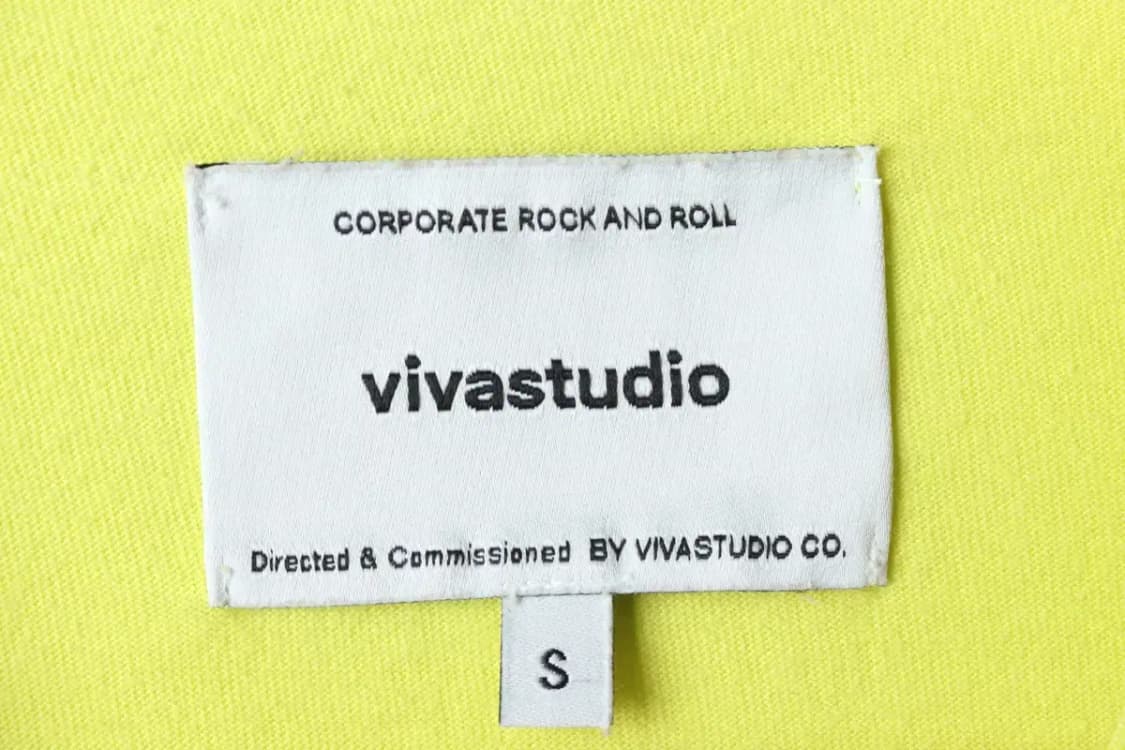 CORPORATE ROCK AND ROLL
vivastudio
Directed & Commissioned BY VIVASTUDIO CO.
S